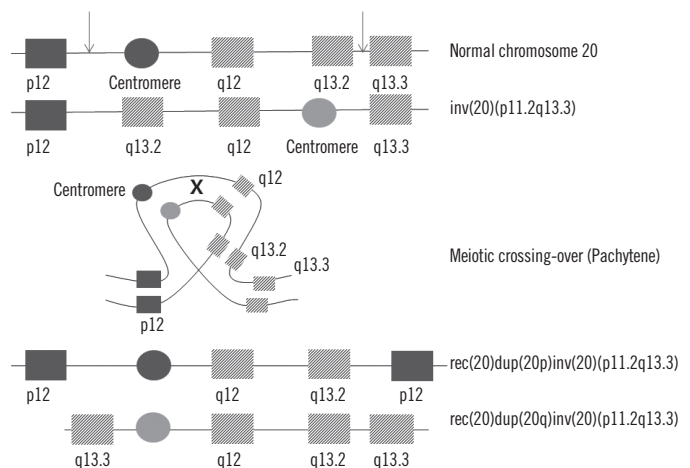 Normal chromosome 20
p12 Centromere q12 q13.2 q13.3
inv(20)(p11.2q13.3)
p12 q13.2 q12 Centromere q13.3
Centromere
X
q12
q13.2
q13.3
Meiotic crossing-over (Pachytene)
p12
rec(20)dup(20p)inv(20)(p11.2q13.3)
p12 q12 q13.2 p12
rec(20)dup(20q)inv(20)(p11.2q13.3)
q13.3 q12 q13.2 q13.3